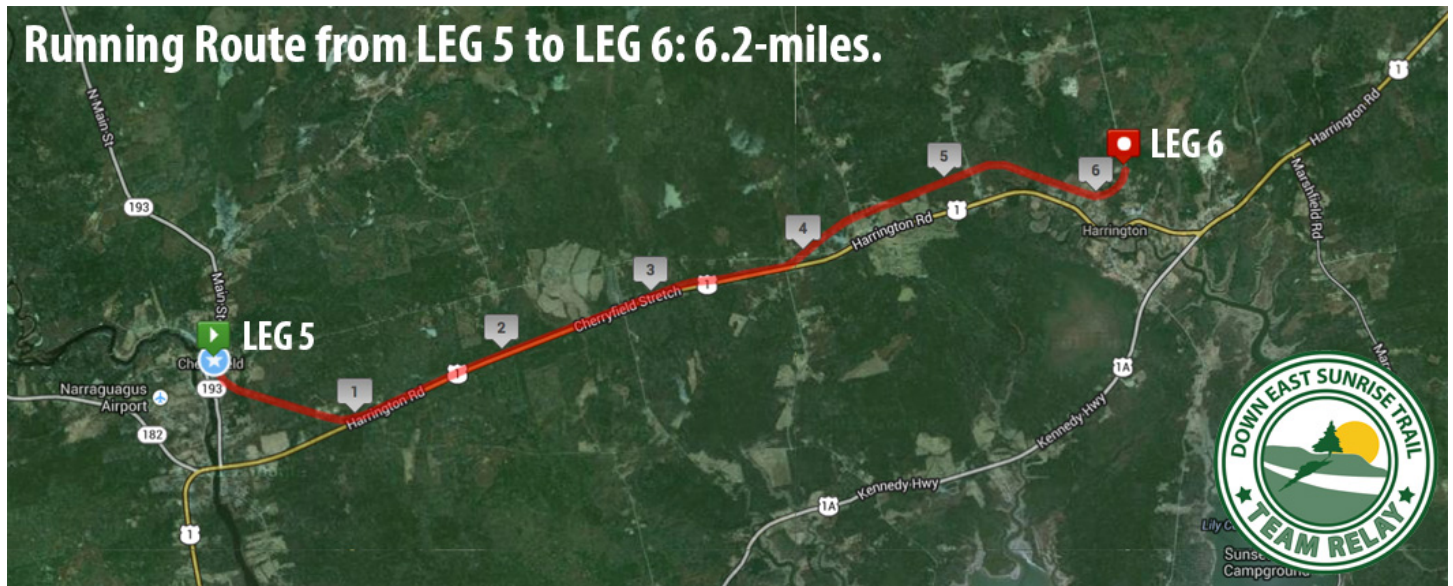 Running Route from LEG 5 to LEG 6: 6.2-miles.
1
N Main St
Harrington Rd
LEG 6
5
6
Marshfield Rd
193
1
Harrington Rd
4
Harrington
Main St
3
1
Cherryfield Stretch
LEG 5
2
1
1A
193
Narraguagus
Airport
1
Harrington Rd
182
Kennedy Hwy
Kennedy Hwy
1A
1
DOWN EAST SUNRISE TRAIL
TEAM RELAY
Campground